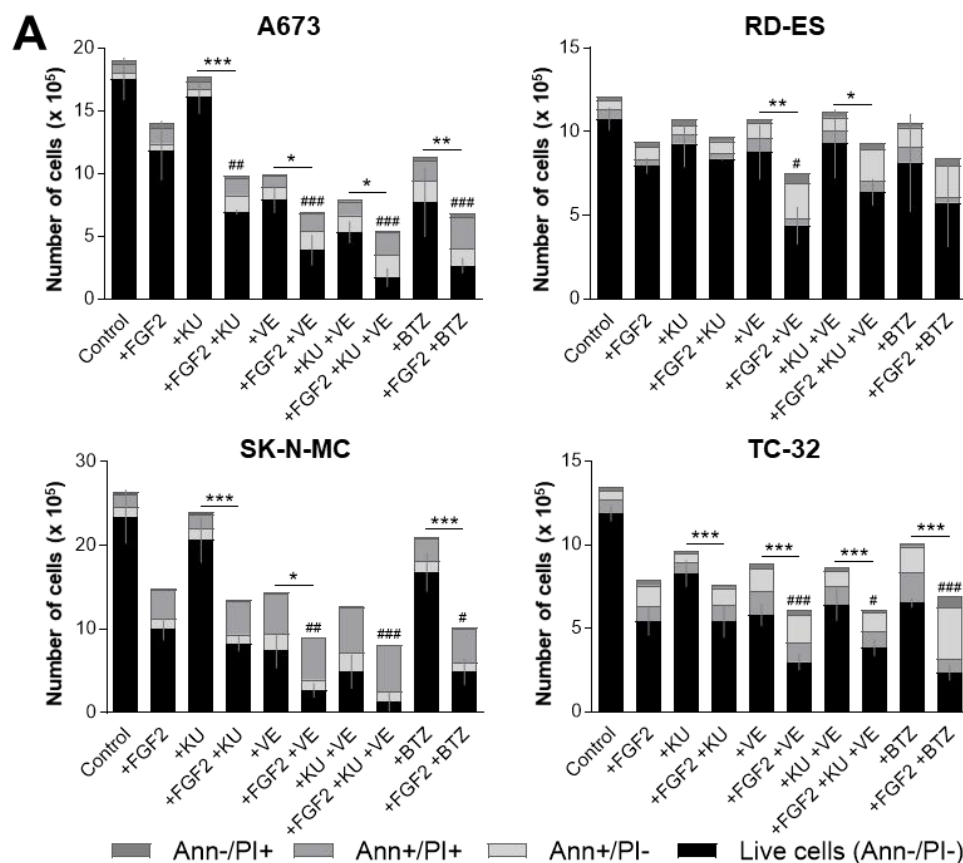 A
A673
Number of cells (x 10⁵)
20
15
10
5
0
***
##
*
###
*
###
**
###
Control
+FGF2
+KU
+FGF2 +KU
+VE
+FGF2 +VE
+KU +VE
+FGF2 +KU +VE
+BTZ
+FGF2 +BTZ
RD-ES
Number of cells (x 10⁵)
15
10
5
0
**
#
*
Control
+FGF2
+KU
+FGF2 +KU
+VE
+FGF2 +VE
+KU +VE
+FGF2 +KU +VE
+BTZ
+FGF2 +BTZ
SK-N-MC
Number of cells (x 10⁵)
30
20
10
0
***
*
##
###
***
#
Control
+FGF2
+KU
+FGF2 +KU
+VE
+FGF2 +VE
+KU +VE
+FGF2 +KU +VE
+BTZ
+FGF2 +BTZ
TC-32
Number of cells (x 10⁵)
15
10
5
0
***
***
###
***
#
***
###
Control
+FGF2
+KU
+FGF2 +KU
+VE
+FGF2 +VE
+KU +VE
+FGF2 +KU +VE
+BTZ
+FGF2 +BTZ
Ann-/PI+ Ann+/PI+ Ann+/PI- Live cells (Ann-/PI-)